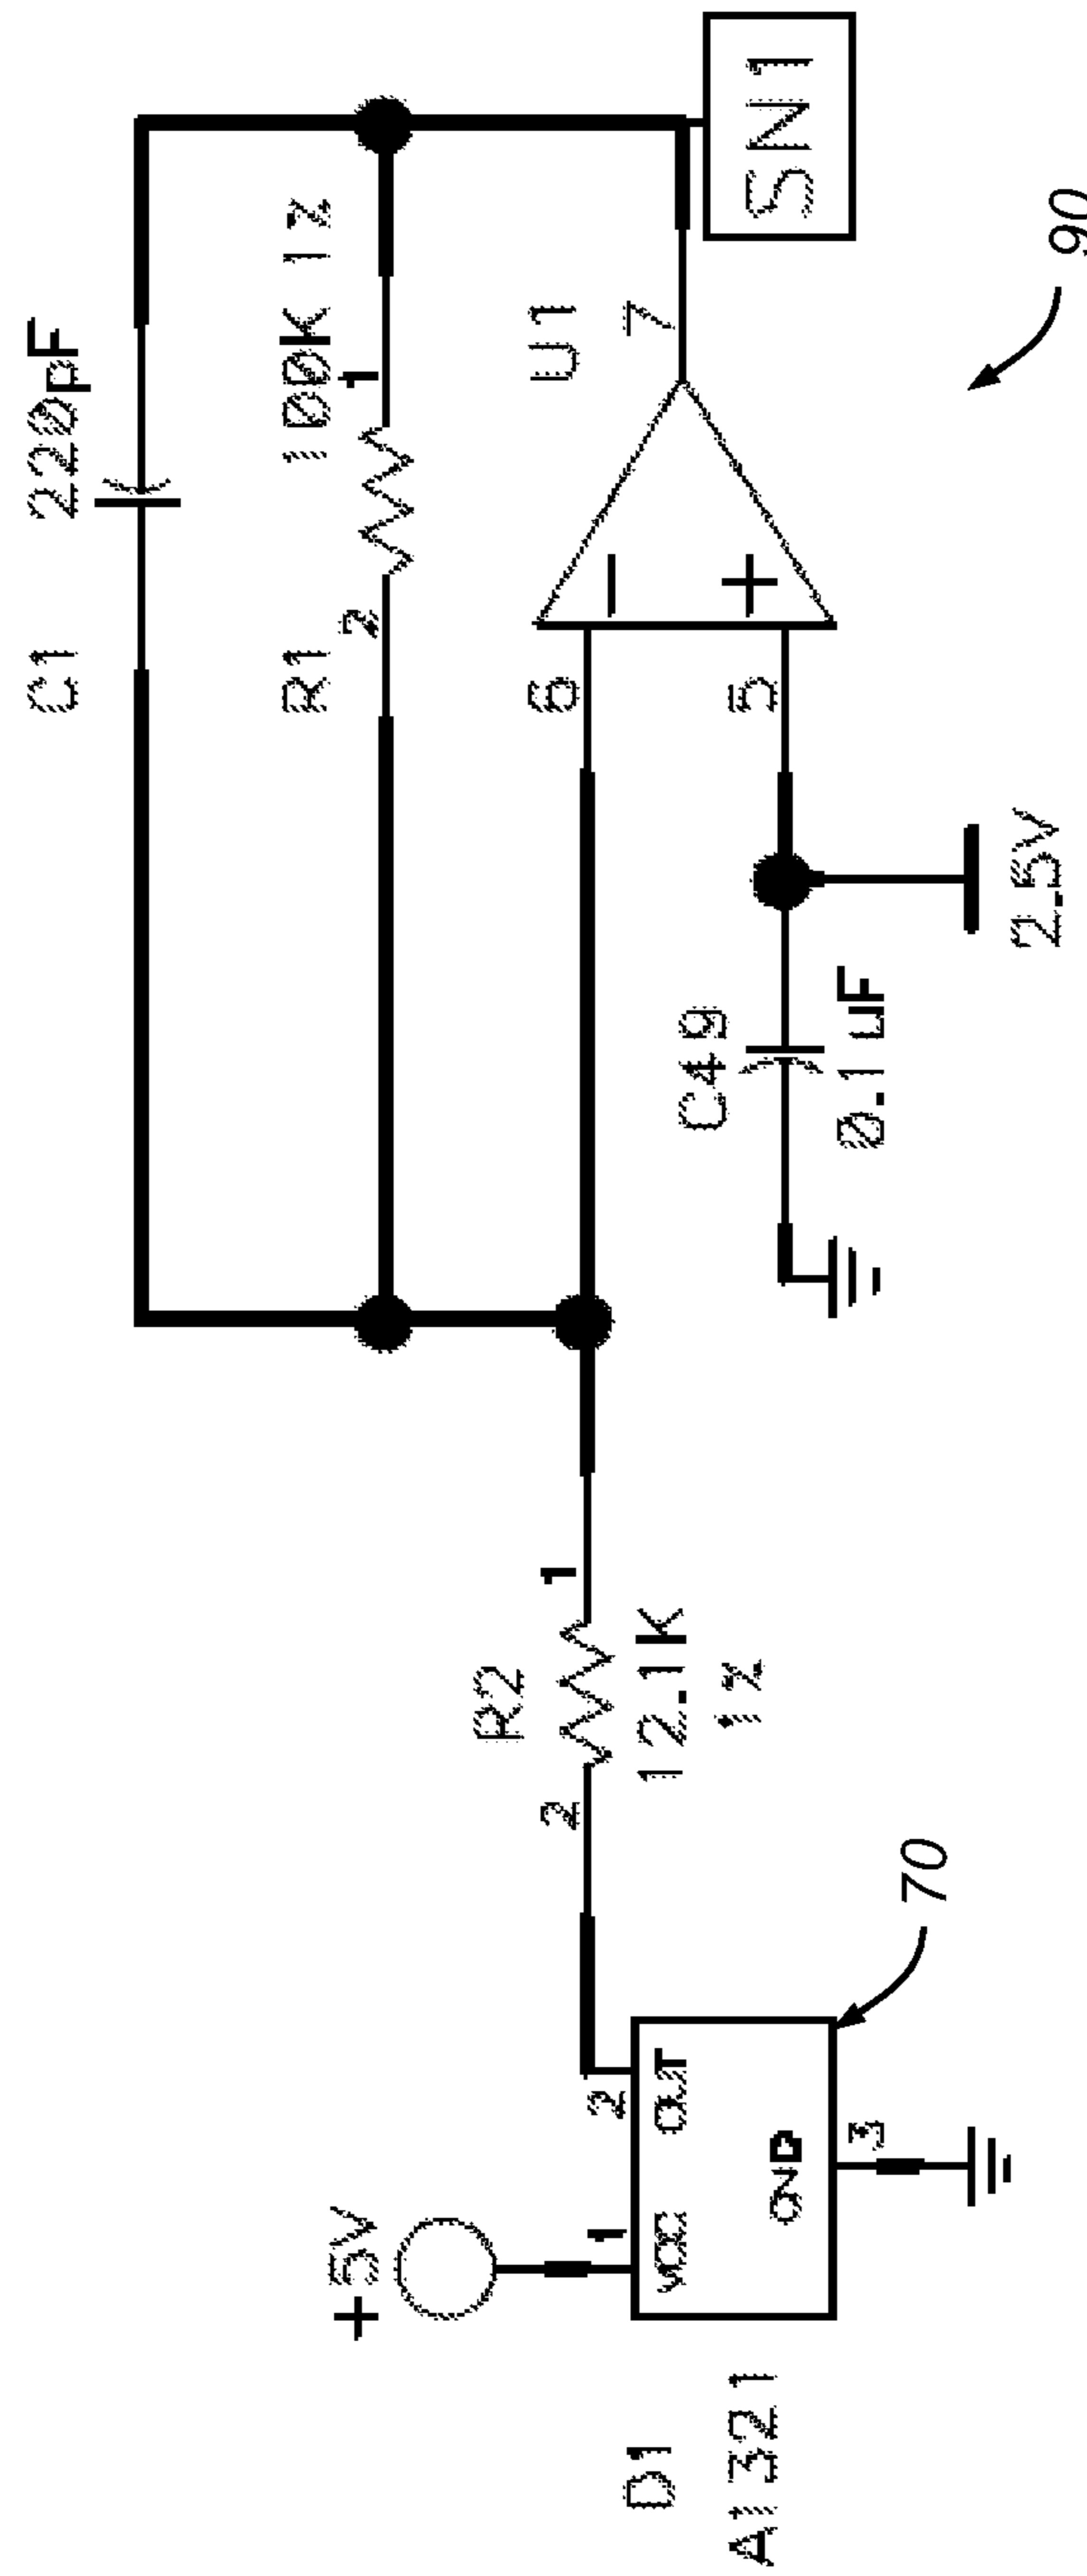 C1 220pF
R1 100K 1%
2 1
U1
6 7
5
SN1
2.5V
C49
0.1uF
90
R2
2 1
12.1K
1%
+5V
1 2
VCC OUT
GND
3
D1
A1321
70